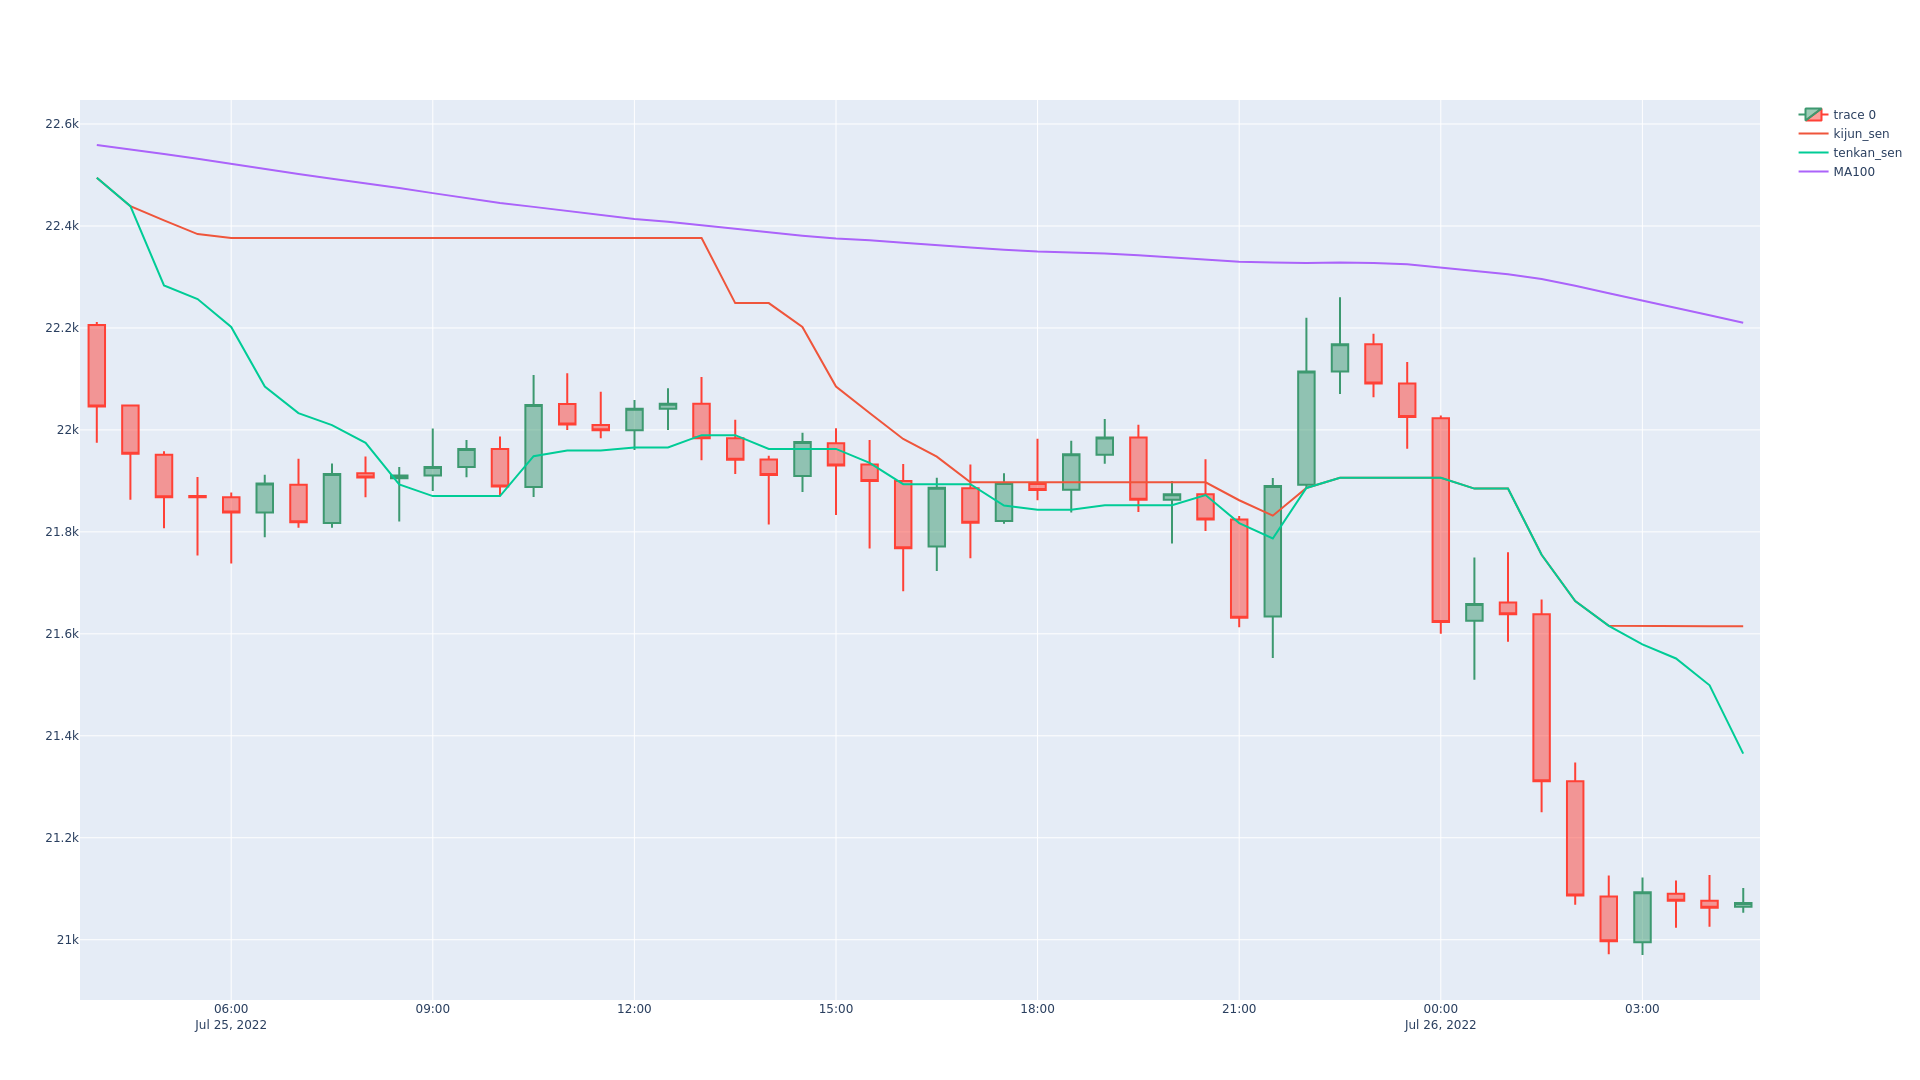 22.6k
22.4k
22.2k
22k
21.8k
21.6k
21.4k
21.2k
21k
06:00
Jul 25, 2022
09:00
12:00
15:00
18:00
21:00
00:00
Jul 26, 2022
03:00
trace 0
kijun_sen
tenkan_sen
MA100